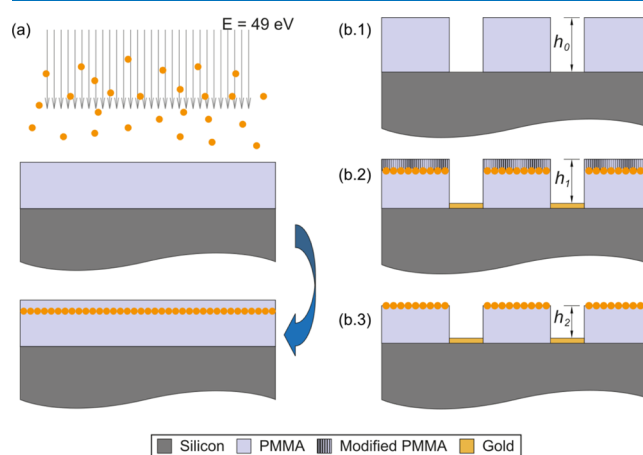 (a)
E = 49 eV
(b.1)
h0
(b.2)
h1
(b.3)
h2
Silicon PMMA Modified PMMA Gold